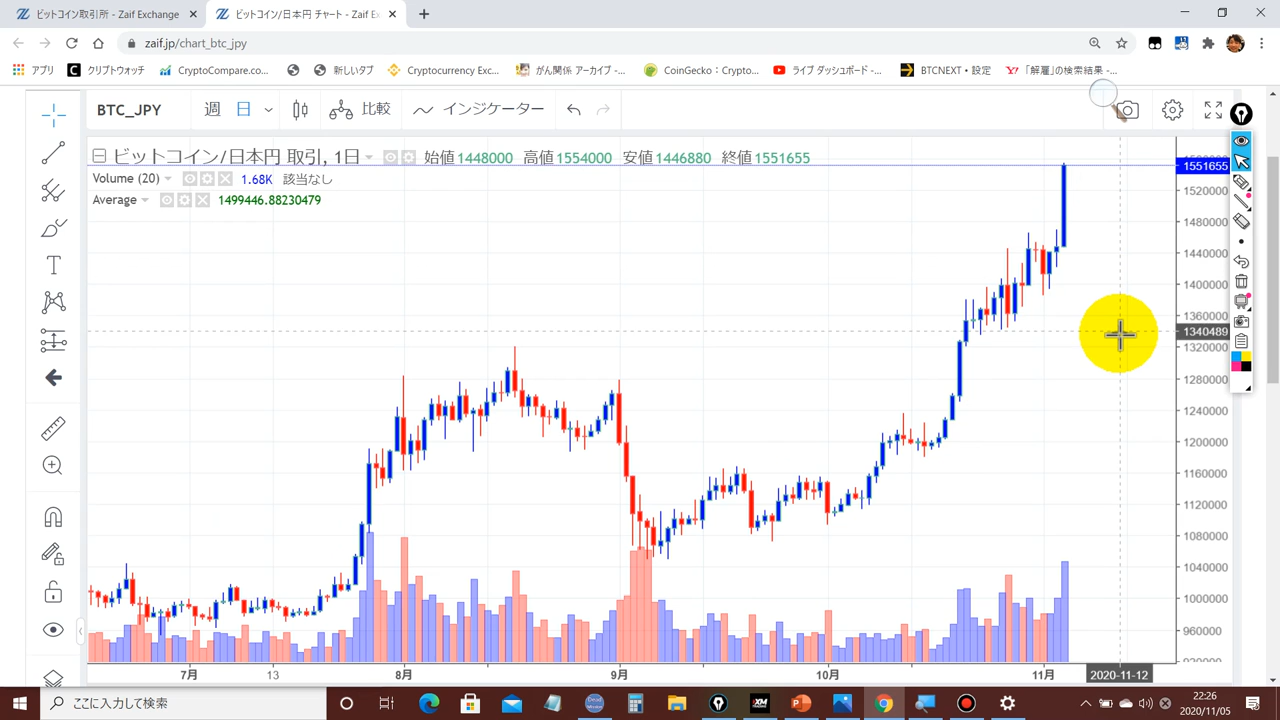 ビットコイン取引所 - Zaif Exchange
ビットコイン/日本円 チャート - Zaif E
zaif.jp/chart_btc_jpy
アプリ
クリプトウォッチ
CryptoCompare.co...
新しいタブ
Cryptocurrency Exc...
がん関係 アーカイブ -...
CoinGecko：Crypto...
ライブ ダッシュボード -...
BTCNEXT・設定
「解雇」の検索結果 -...
BTC_JPY
週 日
比較
インジケーター
ビットコイン/日本円 取引, 1日
始値1448000 高値1554000 安値1446880 終値1551655
Volume (20) 1.68K 該当なし
Average 1499446.88230479
1551655
1520000
1480000
1440000
1400000
1360000
1340489
1320000
1280000
1240000
1200000
1160000
1120000
1080000
1040000
1000000
960000
7月 13 8月 9月 10月 11月 2020-11-12
ここに入力して検索
22:26
2020/11/05